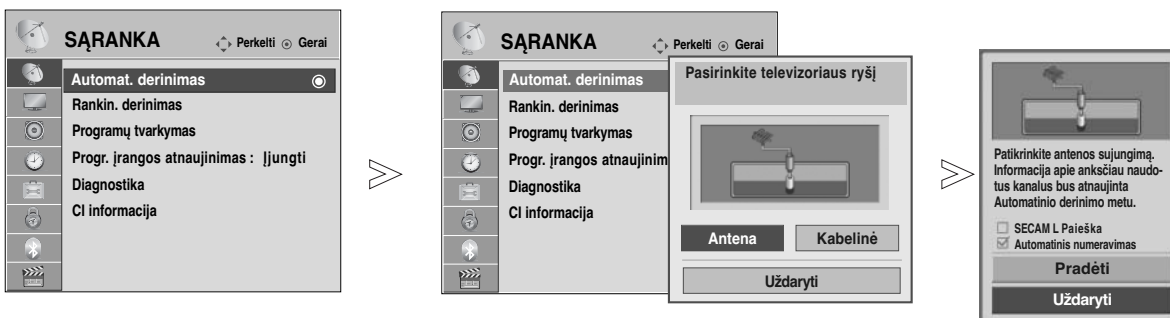 SĄRANKA
Perkelti Gerai
Automat. derinimas
Rankin. derinimas
Programų tvarkymas
Progr. įrangos atnaujinimas : Įjungti
Diagnostika
CI informacija
SĄRANKA
Perkelti Gerai
Automat. derinimas
Rankin. derinimas
Programų tvarkymas
Progr. įrangos atnaujinim
Diagnostika
CI informacija
Pasirinkite televizoriaus ryšį
Antena Kabelinė
Uždaryti
Patikrinkite antenos sujungimą.
Informacija apie anksčiau naudo-
tus kanalus bus atnaujinta
Automatinio derinimo metu.
SECAM L Paieška
Automatinis numeravimas
Pradėti
Uždaryti